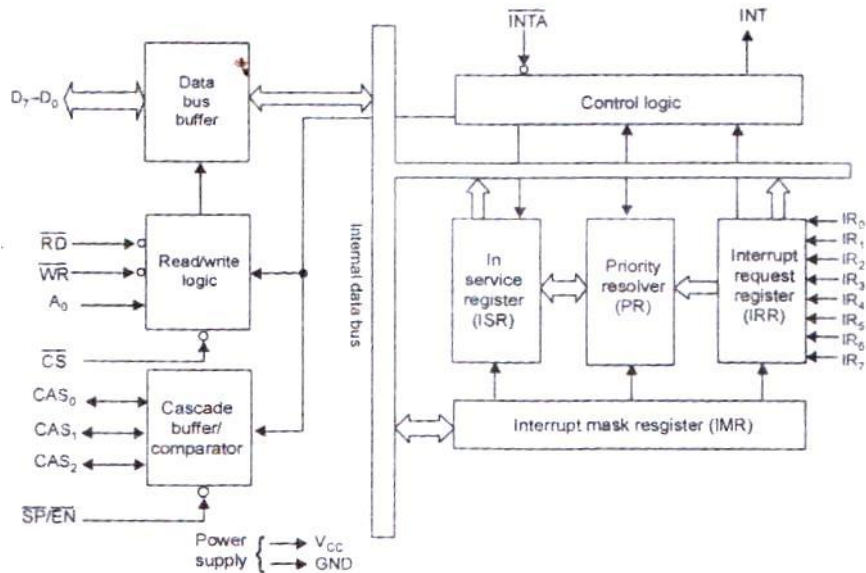 INTA
INT
Data
bus
buffer
D7–D0
Control logic
Internal data bus
RD
WR
A0
CS
Read/write
logic
In
service
register
(ISR)
Priority
resolver
(PR)
Interrupt
request
register
(IRR)
IR0
IR1
IR2
IR3
IR4
IR5
IR6
IR7
CAS0
CAS1
CAS2
Cascade
buffer/
comparator
Interrupt mask resgister (IMR)
SP/EN
Power
supply
VCC
GND